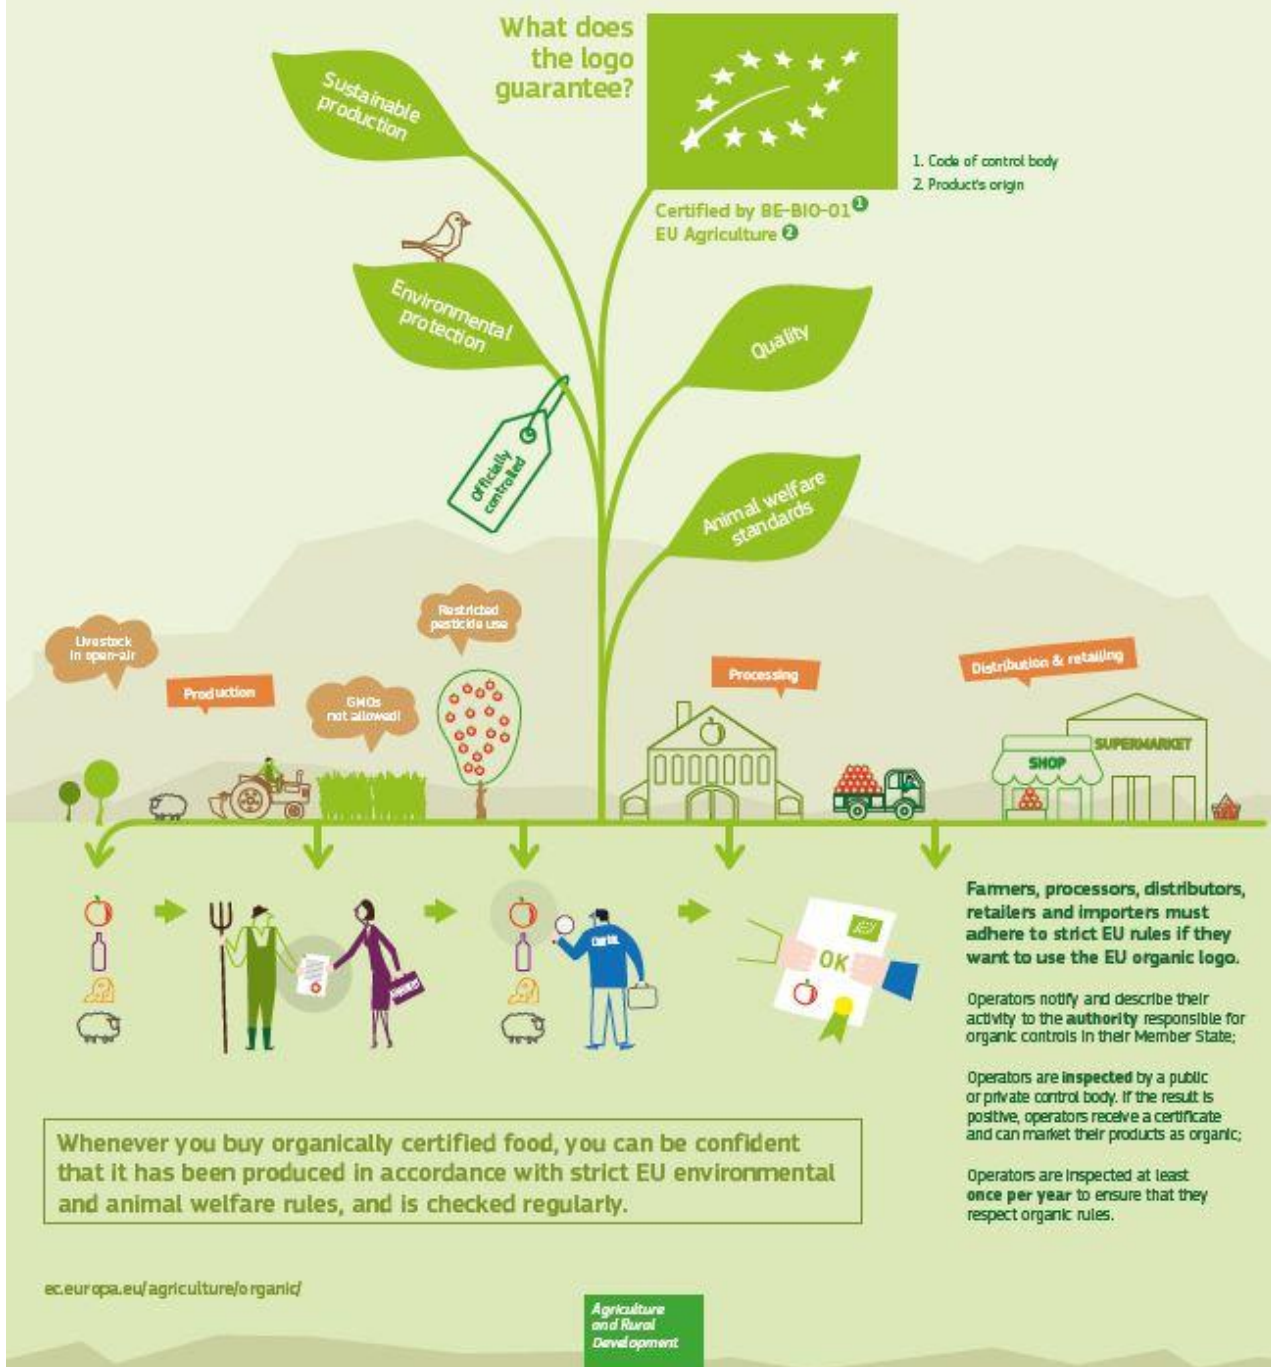 What does
the logo
guarantee?
Sustainable
production
1. Code of control body
2. Product's origin
Certified by BE-BIO-01 1
EU Agriculture 2
Environmental
protection
Quality
Officially
controlled
Animal welfare
standards
Livestock
in open-air
Production
GMOs
not allowed!
Restricted
pesticide use
Processing
Distribution & retailing
SHOP
SUPERMARKET
OK
Farmers, processors, distributors,
retailers and importers must
adhere to strict EU rules if they
want to use the EU organic logo.
Operators notify and describe their
activity to the authority responsible for
organic controls in their Member State;
Operators are inspected by a public
or private control body. If the result is
positive, operators receive a certificate
and can market their products as organic;
Operators are inspected at least
once per year to ensure that they
respect organic rules.
Whenever you buy organically certified food, you can be confident
that it has been produced in accordance with strict EU environmental
and animal welfare rules, and is checked regularly.
ec.europa.eu/agriculture/organic/
Agriculture
and Rural
Development